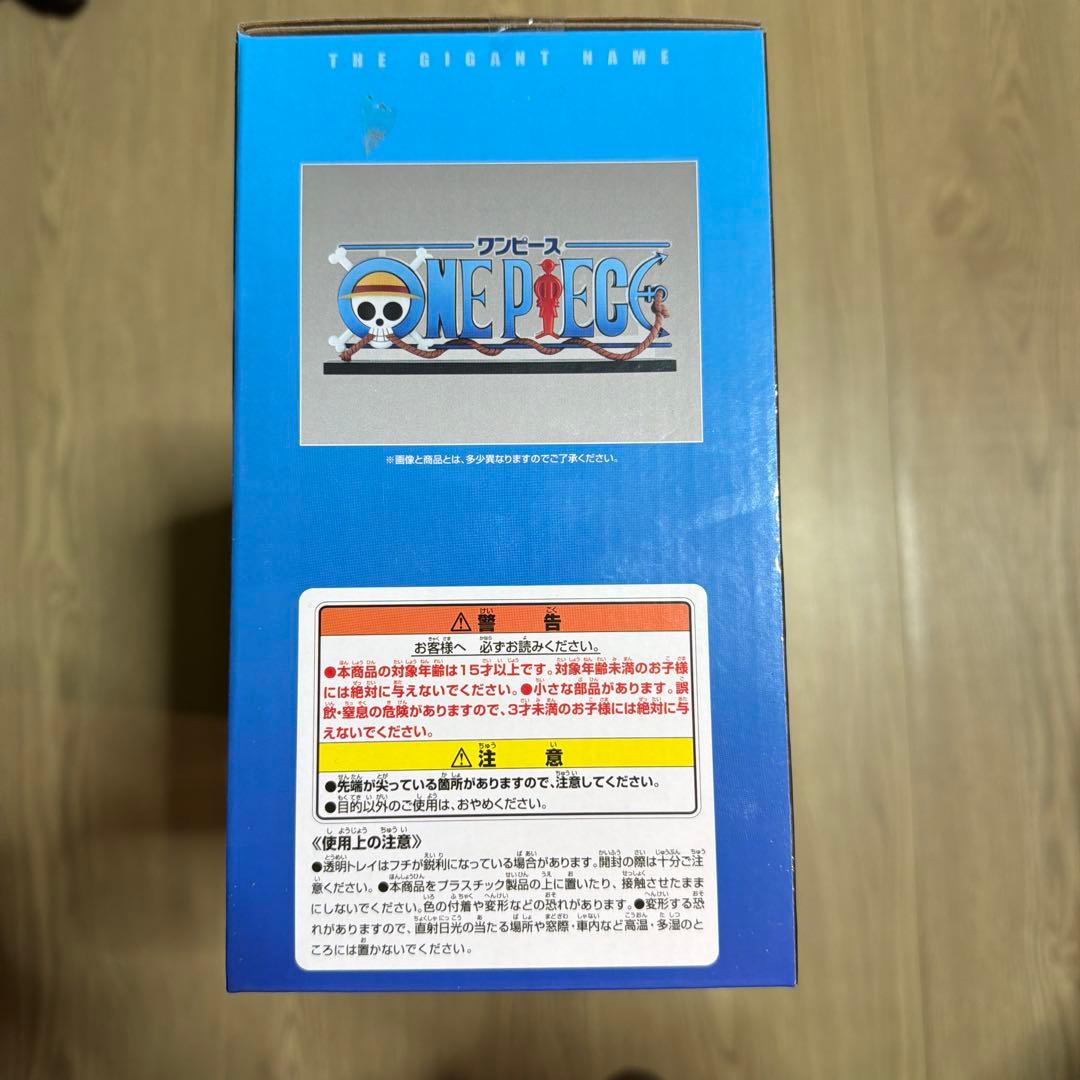 THE GIGANT NAME
ワンピース
ONE PIECE
※画像と商品とは、多少異なりますのでご了承ください。
⚠警告
お客様へ 必ずお読みください。
●本商品の対象年齢は15才以上です。対象年齢未満のお子様
には絶対に与えないでください。●小さな部品があります。誤
飲・窒息の危険がありますので、3才未満のお子様には絶対に与
えないでください。
⚠注意
●先端が尖っている箇所がありますので、注意してください。
●目的以外のご使用は、おやめください。
《使用上の注意》
●透明トレイはフチが鋭利になっている場合があります。開封の際は十分ご注
意ください。●本商品をプラスチック製品の上に置いたり、接触させたまま
にしないでください。色の付着や変形などの恐れがあります。●変形する恐
れがありますので、直射日光の当たる場所や窓際・車内など高温・多湿のと
ころには置かないでください。